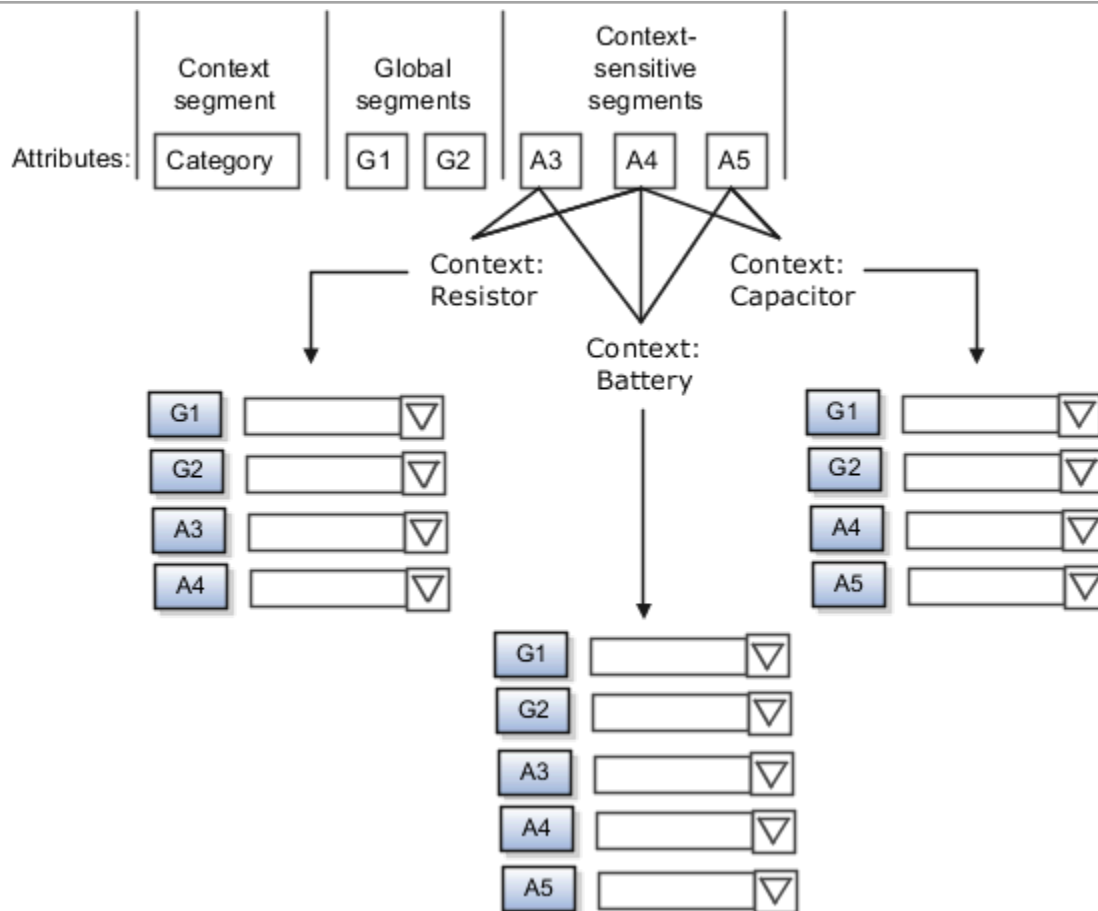 Context
segment
Global
segments
Context-
sensitive
segments
Attributes:
Category
G1
G2
A3
A4
A5
Context:
Resistor
Context:
Capacitor
Context:
Battery
G1
G2
A3
A4
G1
G2
A4
A5
G1
G2
A3
A4
A5